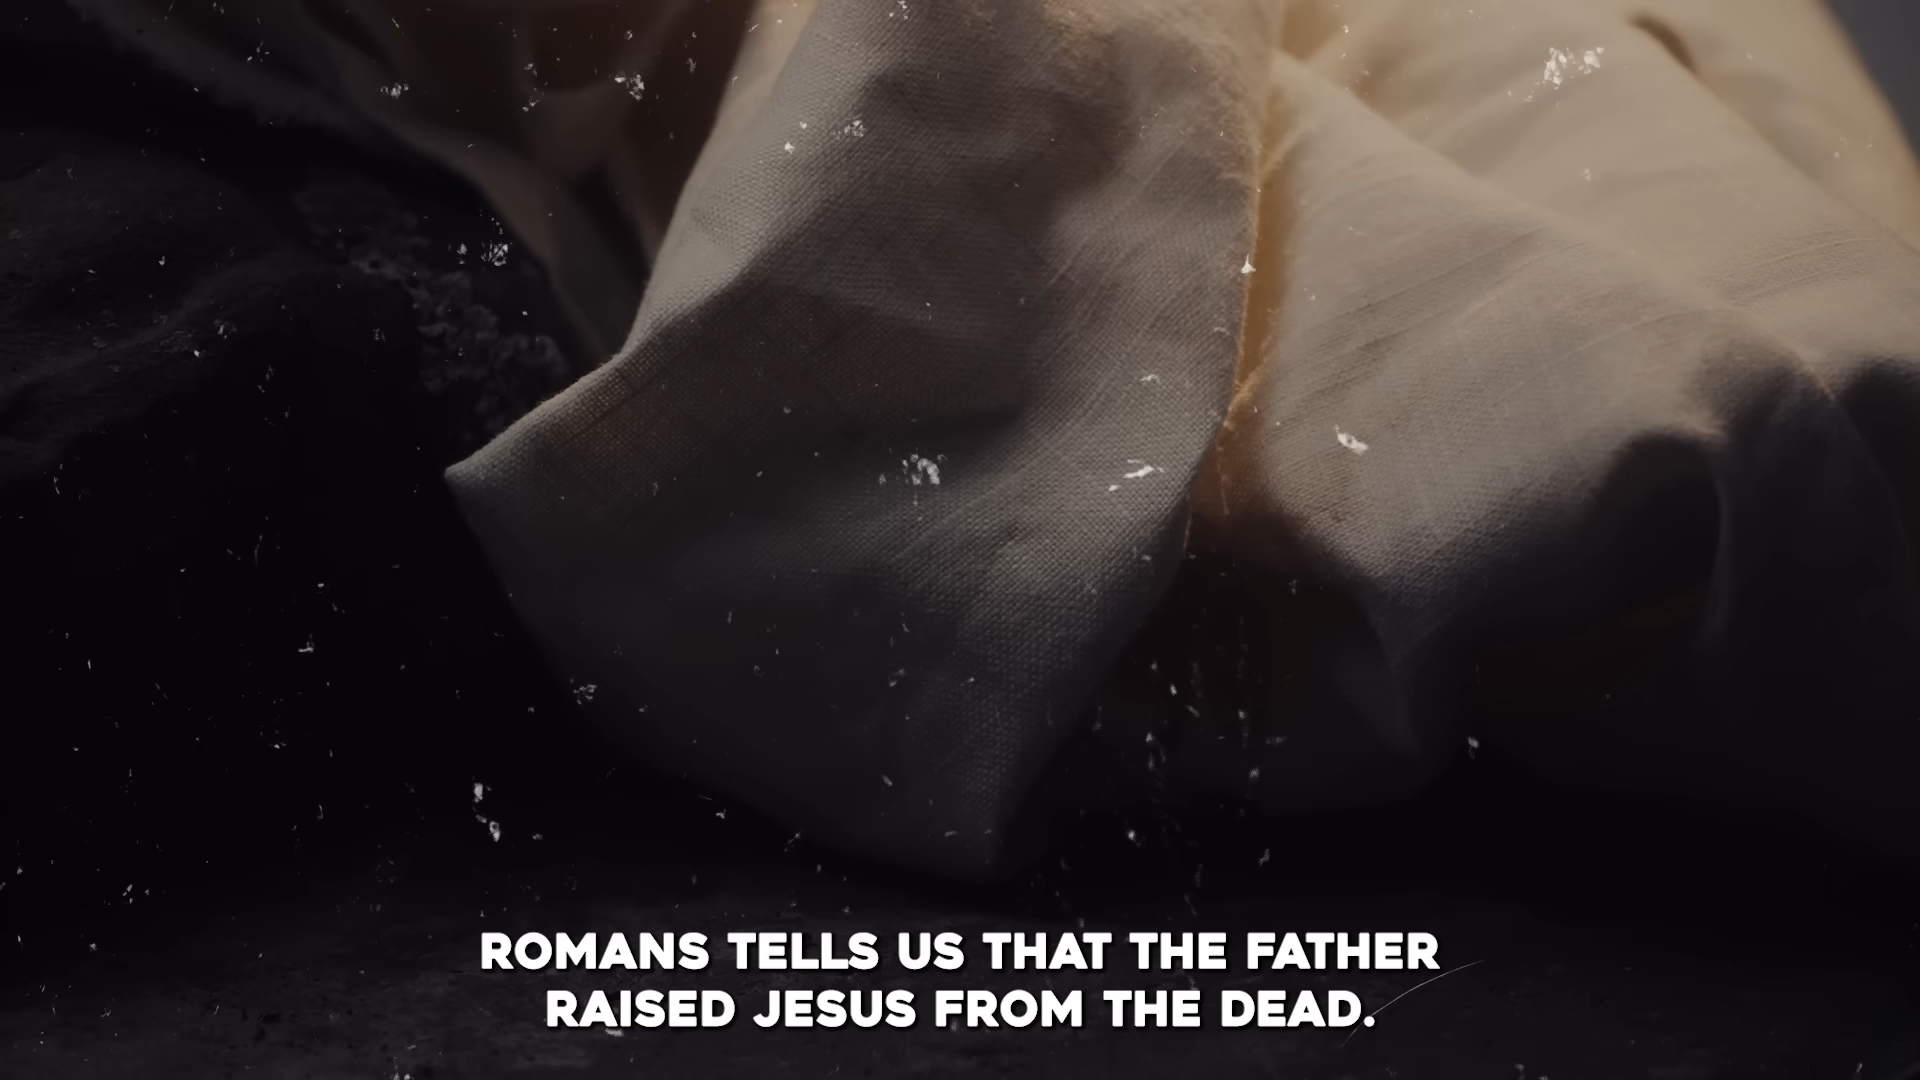 ROMANS TELLS US THAT THE FATHER
RAISED JESUS FROM THE DEAD.